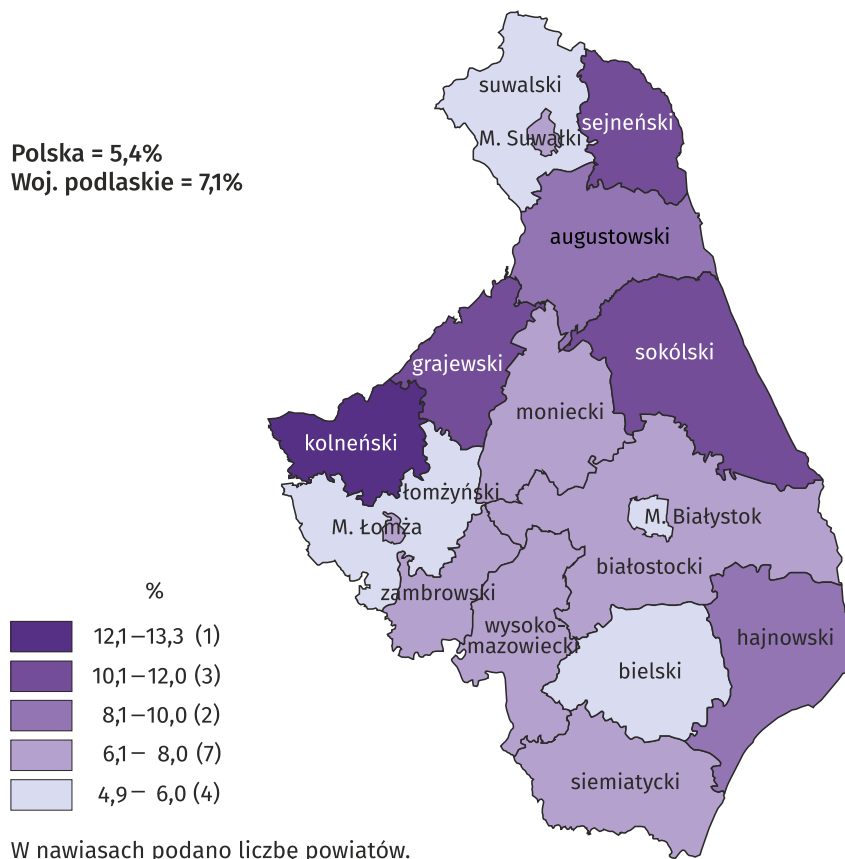 suwalski
M. Suwałki
sejneński
Polska = 5,4%
Woj. podlaskie = 7,1%
augustowski
grajewski
sokólski
moniecki
kolneński
łomżyński
M. Łomża
M. Białystok
białostocki
zambrowski
wysoko-
mazowiecki
hajnowski
bielski
siemiatycki
%
12,1–13,3 (1)
10,1–12,0 (3)
8,1–10,0 (2)
6,1– 8,0 (7)
4,9– 6,0 (4)
W nawiasach podano liczbę powiatów.